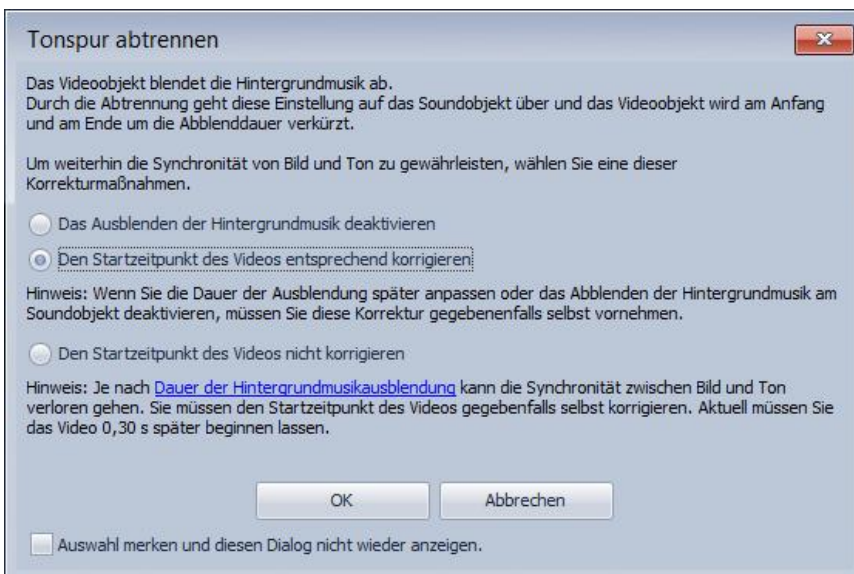 Tonspur abtrennen
Das Videoobjekt blendet die Hintergrundmusik ab.
Durch die Abtrennung geht diese Einstellung auf das Soundobjekt über und das Videoobjekt wird am Anfang
und am Ende um die Abblenddauer verkürzt.
Um weiterhin die Synchronität von Bild und Ton zu gewährleisten, wählen Sie eine dieser
Korrekturmaßnahmen.
Das Ausblenden der Hintergrundmusik deaktivieren
Den Startzeitpunkt des Videos entsprechend korrigieren
Hinweis: Wenn Sie die Dauer der Ausblendung später anpassen oder das Abblenden der Hintergrundmusik am
Soundobjekt deaktivieren, müssen Sie diese Korrektur gegebenenfalls selbst vornehmen.
Den Startzeitpunkt des Videos nicht korrigieren
Hinweis: Je nach Dauer der Hintergrundmusikausblendung kann die Synchronität zwischen Bild und Ton
verloren gehen. Sie müssen den Startzeitpunkt des Videos gegebenfalls selbst korrigieren. Aktuell müssen Sie
das Video 0,30 s später beginnen lassen.
OK Abbrechen
Auswahl merken und diesen Dialog nicht wieder anzeigen.